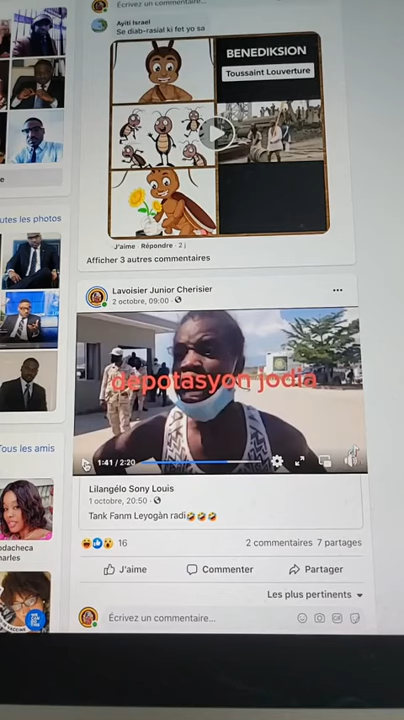 Écrivez un commentaire...
Ayiti Israel
Se diab-rasial ki fet yo sa
BENEDIKSION
Toussaint Louverture
e
utes les photos
J'aime · Répondre · 2 j
Afficher 3 autres commentaires
Lavoisier Junior Cherisier
2 octobre, 09:00 ·
depotasyon jodia
1:41 / 2:20
Tous les amis
Lilangélo Sony Louis
1 octobre, 20:50 ·
Tank Fanm Leyogàn radi🤣🤣🤣
odacheca
harles
16
2 commentaires 7 partages
J'aime
Commenter
Partager
Les plus pertinents
Écrivez un commentaire...
GIF